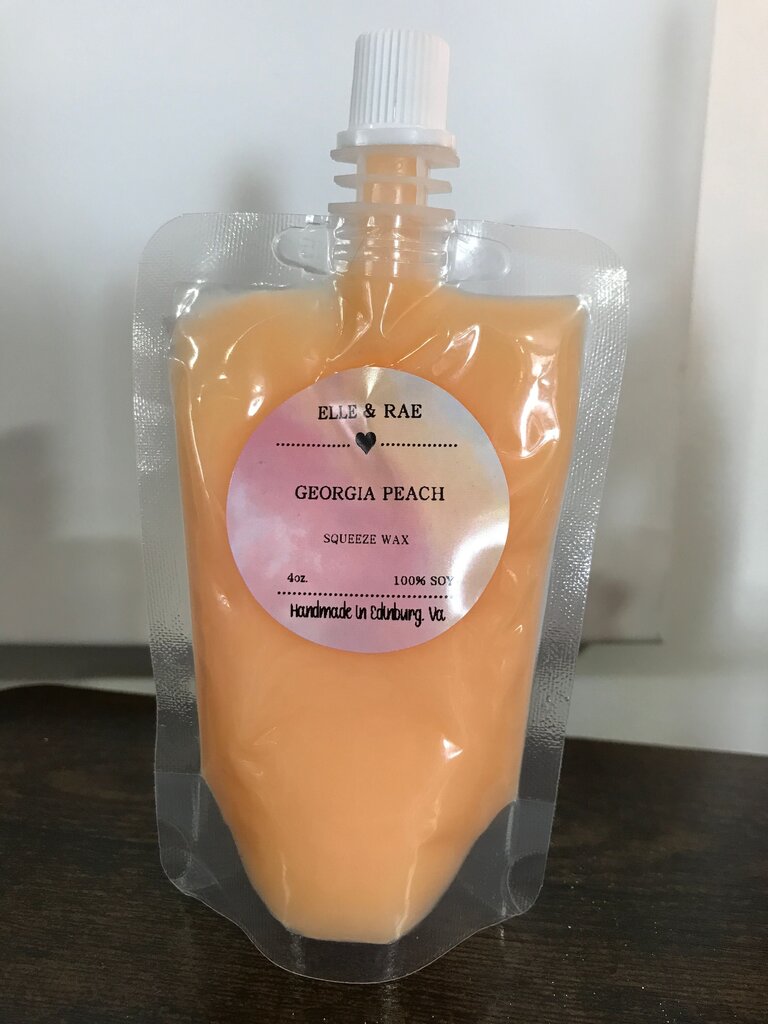 ELLE & RAE
GEORGIA PEACH
SQUEEZE WAX
4oz. 100% SOY
Handmade In Edinburg, Va